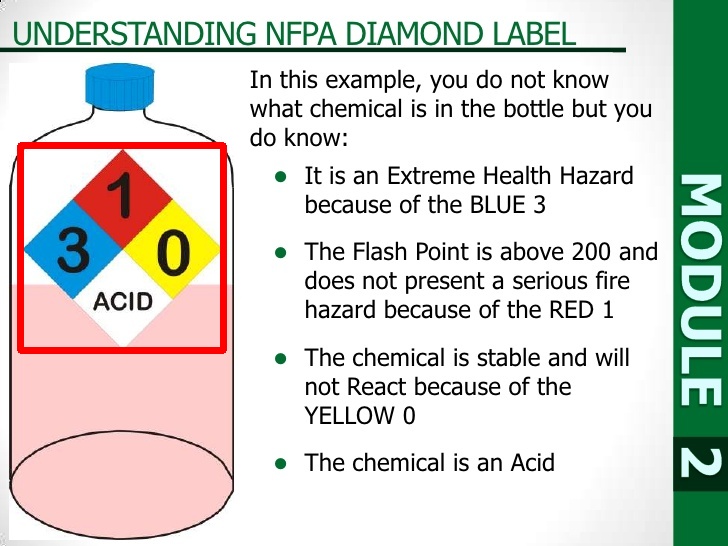 UNDERSTANDING NFPA DIAMOND LABEL
In this example, you do not know
what chemical is in the bottle but you
do know:
● It is an Extreme Health Hazard
because of the BLUE 3
● The Flash Point is above 200 and
does not present a serious fire
hazard because of the RED 1
● The chemical is stable and will
not React because of the
YELLOW 0
● The chemical is an Acid
1
3 0
ACID
MODULE 2